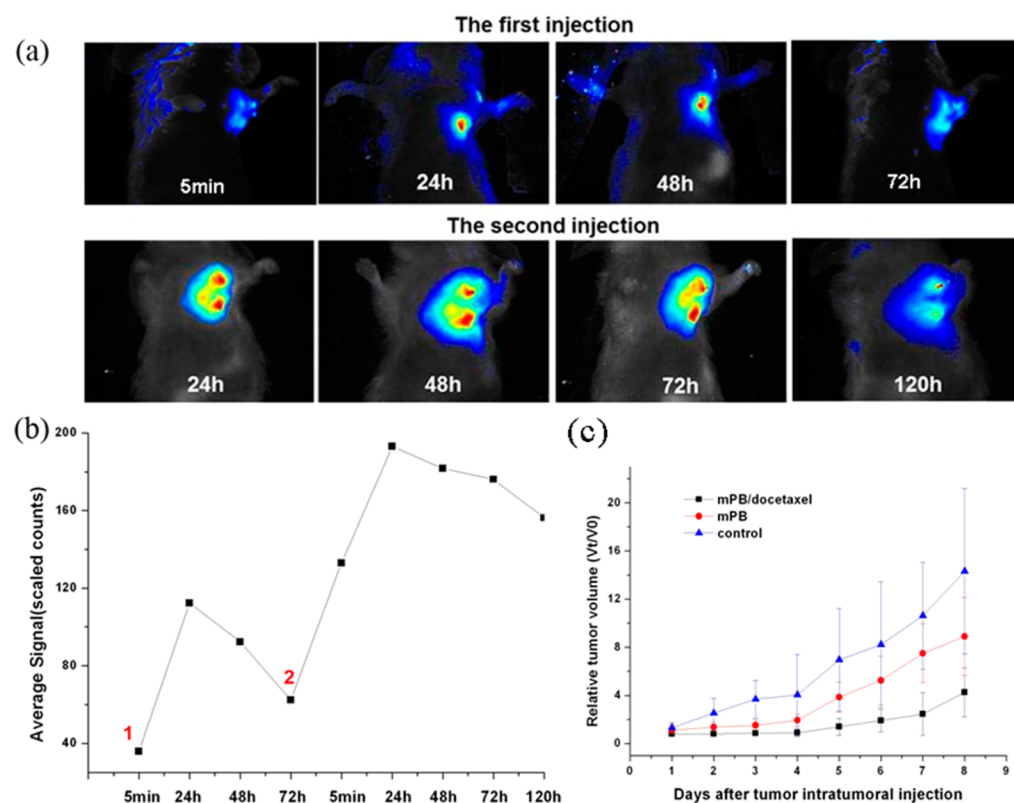 The first injection
(a)
5min
24h
48h
72h
The second injection
24h
48h
72h
120h
(b)
200
160
120
80
40
Average Signal(scaled counts)
1
2
5min 24h 48h 72h 5min 24h 48h 72h 120h
(c)
20
16
12
8
4
0
Relative tumor volume (Vt/V0)
mPB/docetaxel
mPB
control
0 1 2 3 4 5 6 7 8 9
Days after tumor intratumoral injection